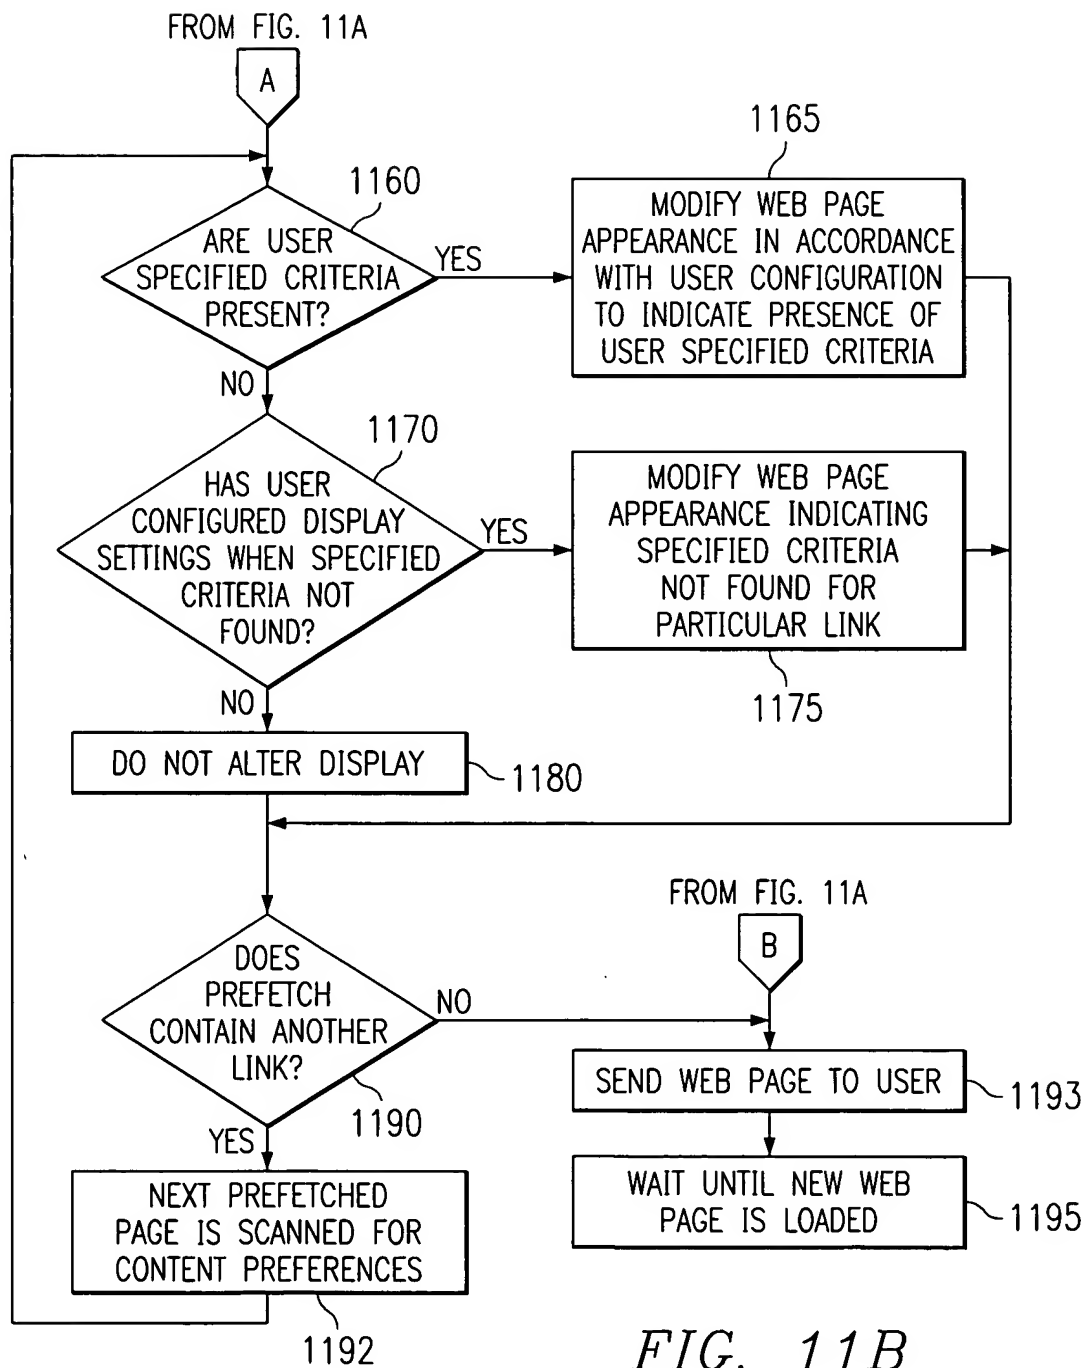 FROM FIG. 11A
A
1160
ARE USER
SPECIFIED CRITERIA
PRESENT?
YES
NO
1165
MODIFY WEB PAGE
APPEARANCE IN ACCORDANCE
WITH USER CONFIGURATION
TO INDICATE PRESENCE OF
USER SPECIFIED CRITERIA
1170
HAS USER
CONFIGURED DISPLAY
SETTINGS WHEN SPECIFIED
CRITERIA NOT
FOUND?
YES
NO
MODIFY WEB PAGE
APPEARANCE INDICATING
SPECIFIED CRITERIA
NOT FOUND FOR
PARTICULAR LINK
1175
DO NOT ALTER DISPLAY
1180
DOES
PREFETCH
CONTAIN ANOTHER
LINK?
NO
1190
YES
NEXT PREFETCHED
PAGE IS SCANNED FOR
CONTENT PREFERENCES
1192
FROM FIG. 11A
B
SEND WEB PAGE TO USER
1193
WAIT UNTIL NEW WEB
PAGE IS LOADED
1195
FIG. 11B